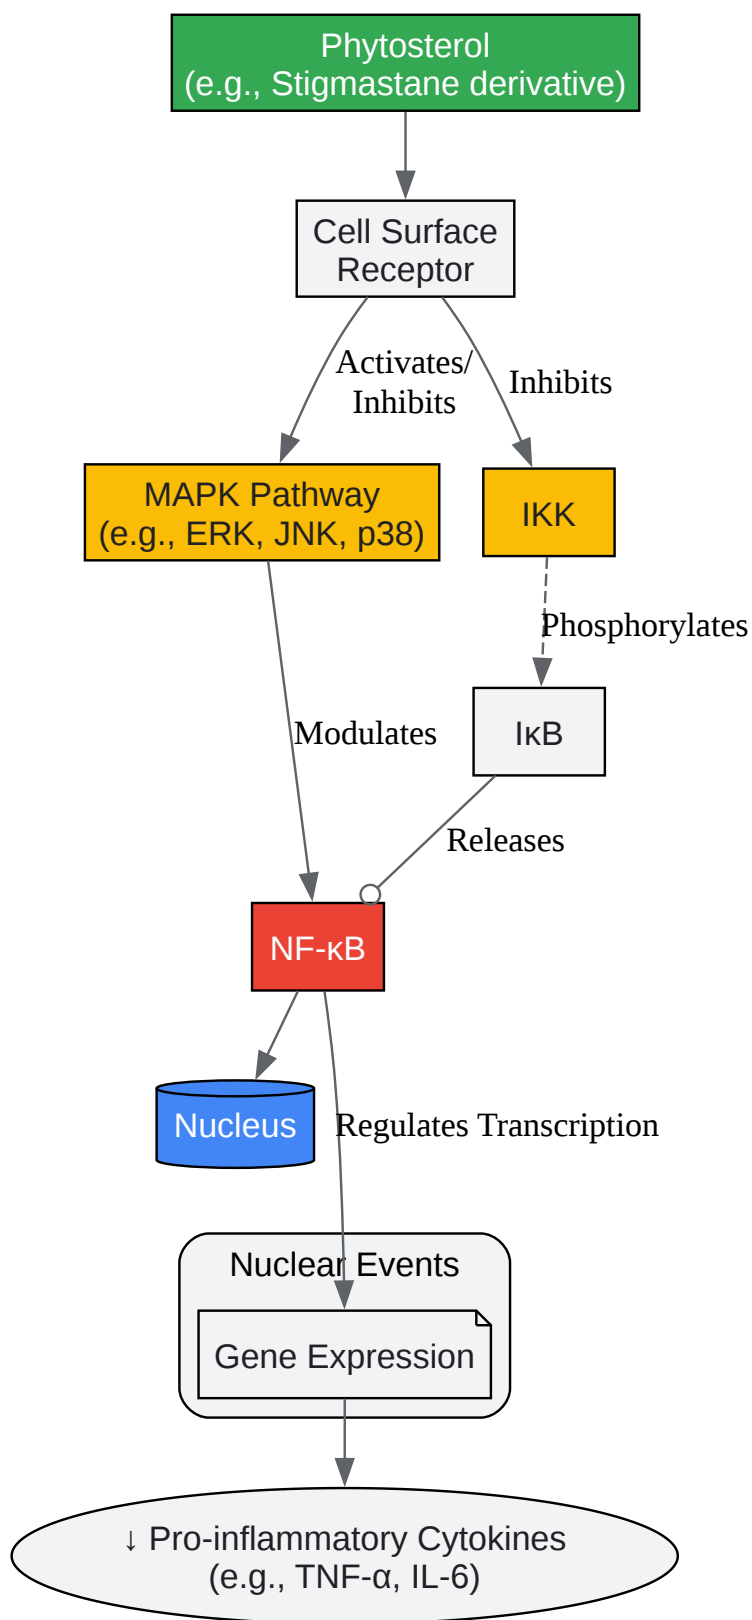 Phytosterol
(e.g., Stigmastane derivative)
Cell Surface
Receptor
Activates/
Inhibits
Inhibits
MAPK Pathway
(e.g., ERK, JNK, p38)
IKK
Phosphorylates
IκB
Modulates
Releases
NF-κB
Nucleus
Regulates Transcription
Nuclear Events
Gene Expression
↓ Pro-inflammatory Cytokines
(e.g., TNF-α, IL-6)